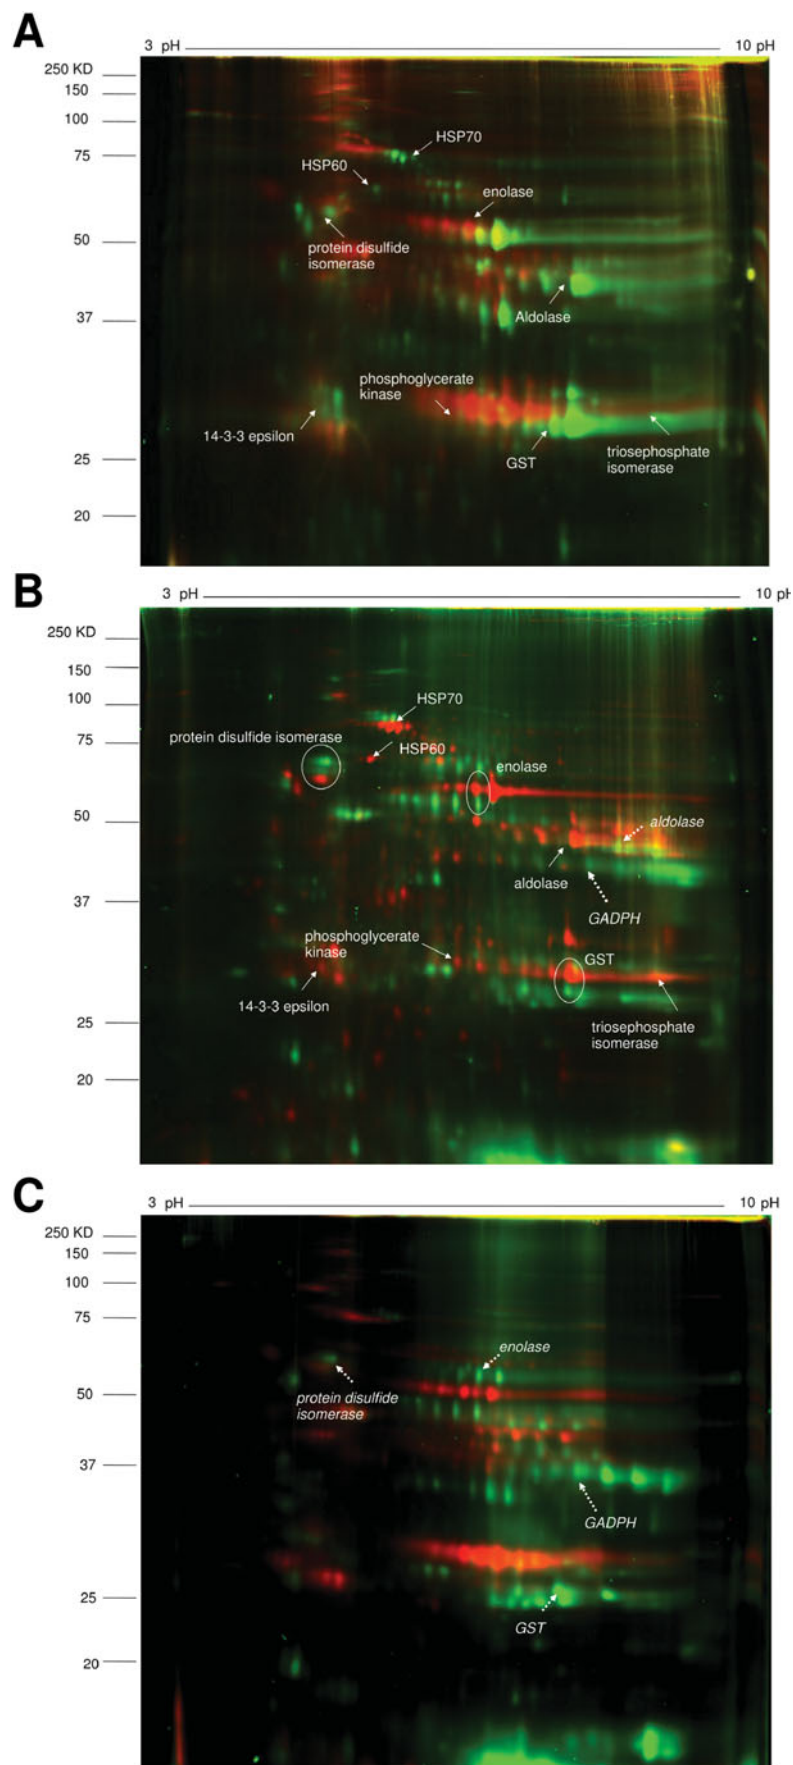 A
3 pH 10 pH
250 KD
150
100
HSP70
75
HSP60
enolase
50
protein disulfide
isomerase
Aldolase
37
phosphoglycerate
kinase
14-3-3 epsilon
triosephosphate
isomerase
25
GST
20
B
3 pH 10 pH
250 KD
150
100
HSP70
protein disulfide isomerase
75
HSP60
enolase
50
aldolase
aldolase
37
GADPH
phosphoglycerate
kinase
GST
14-3-3 epsilon
25
triosephosphate
isomerase
20
C
3 pH 10 pH
250 KD
150
100
75
enolase
50
protein disulfide
isomerase
37
GADPH
25
GST
20